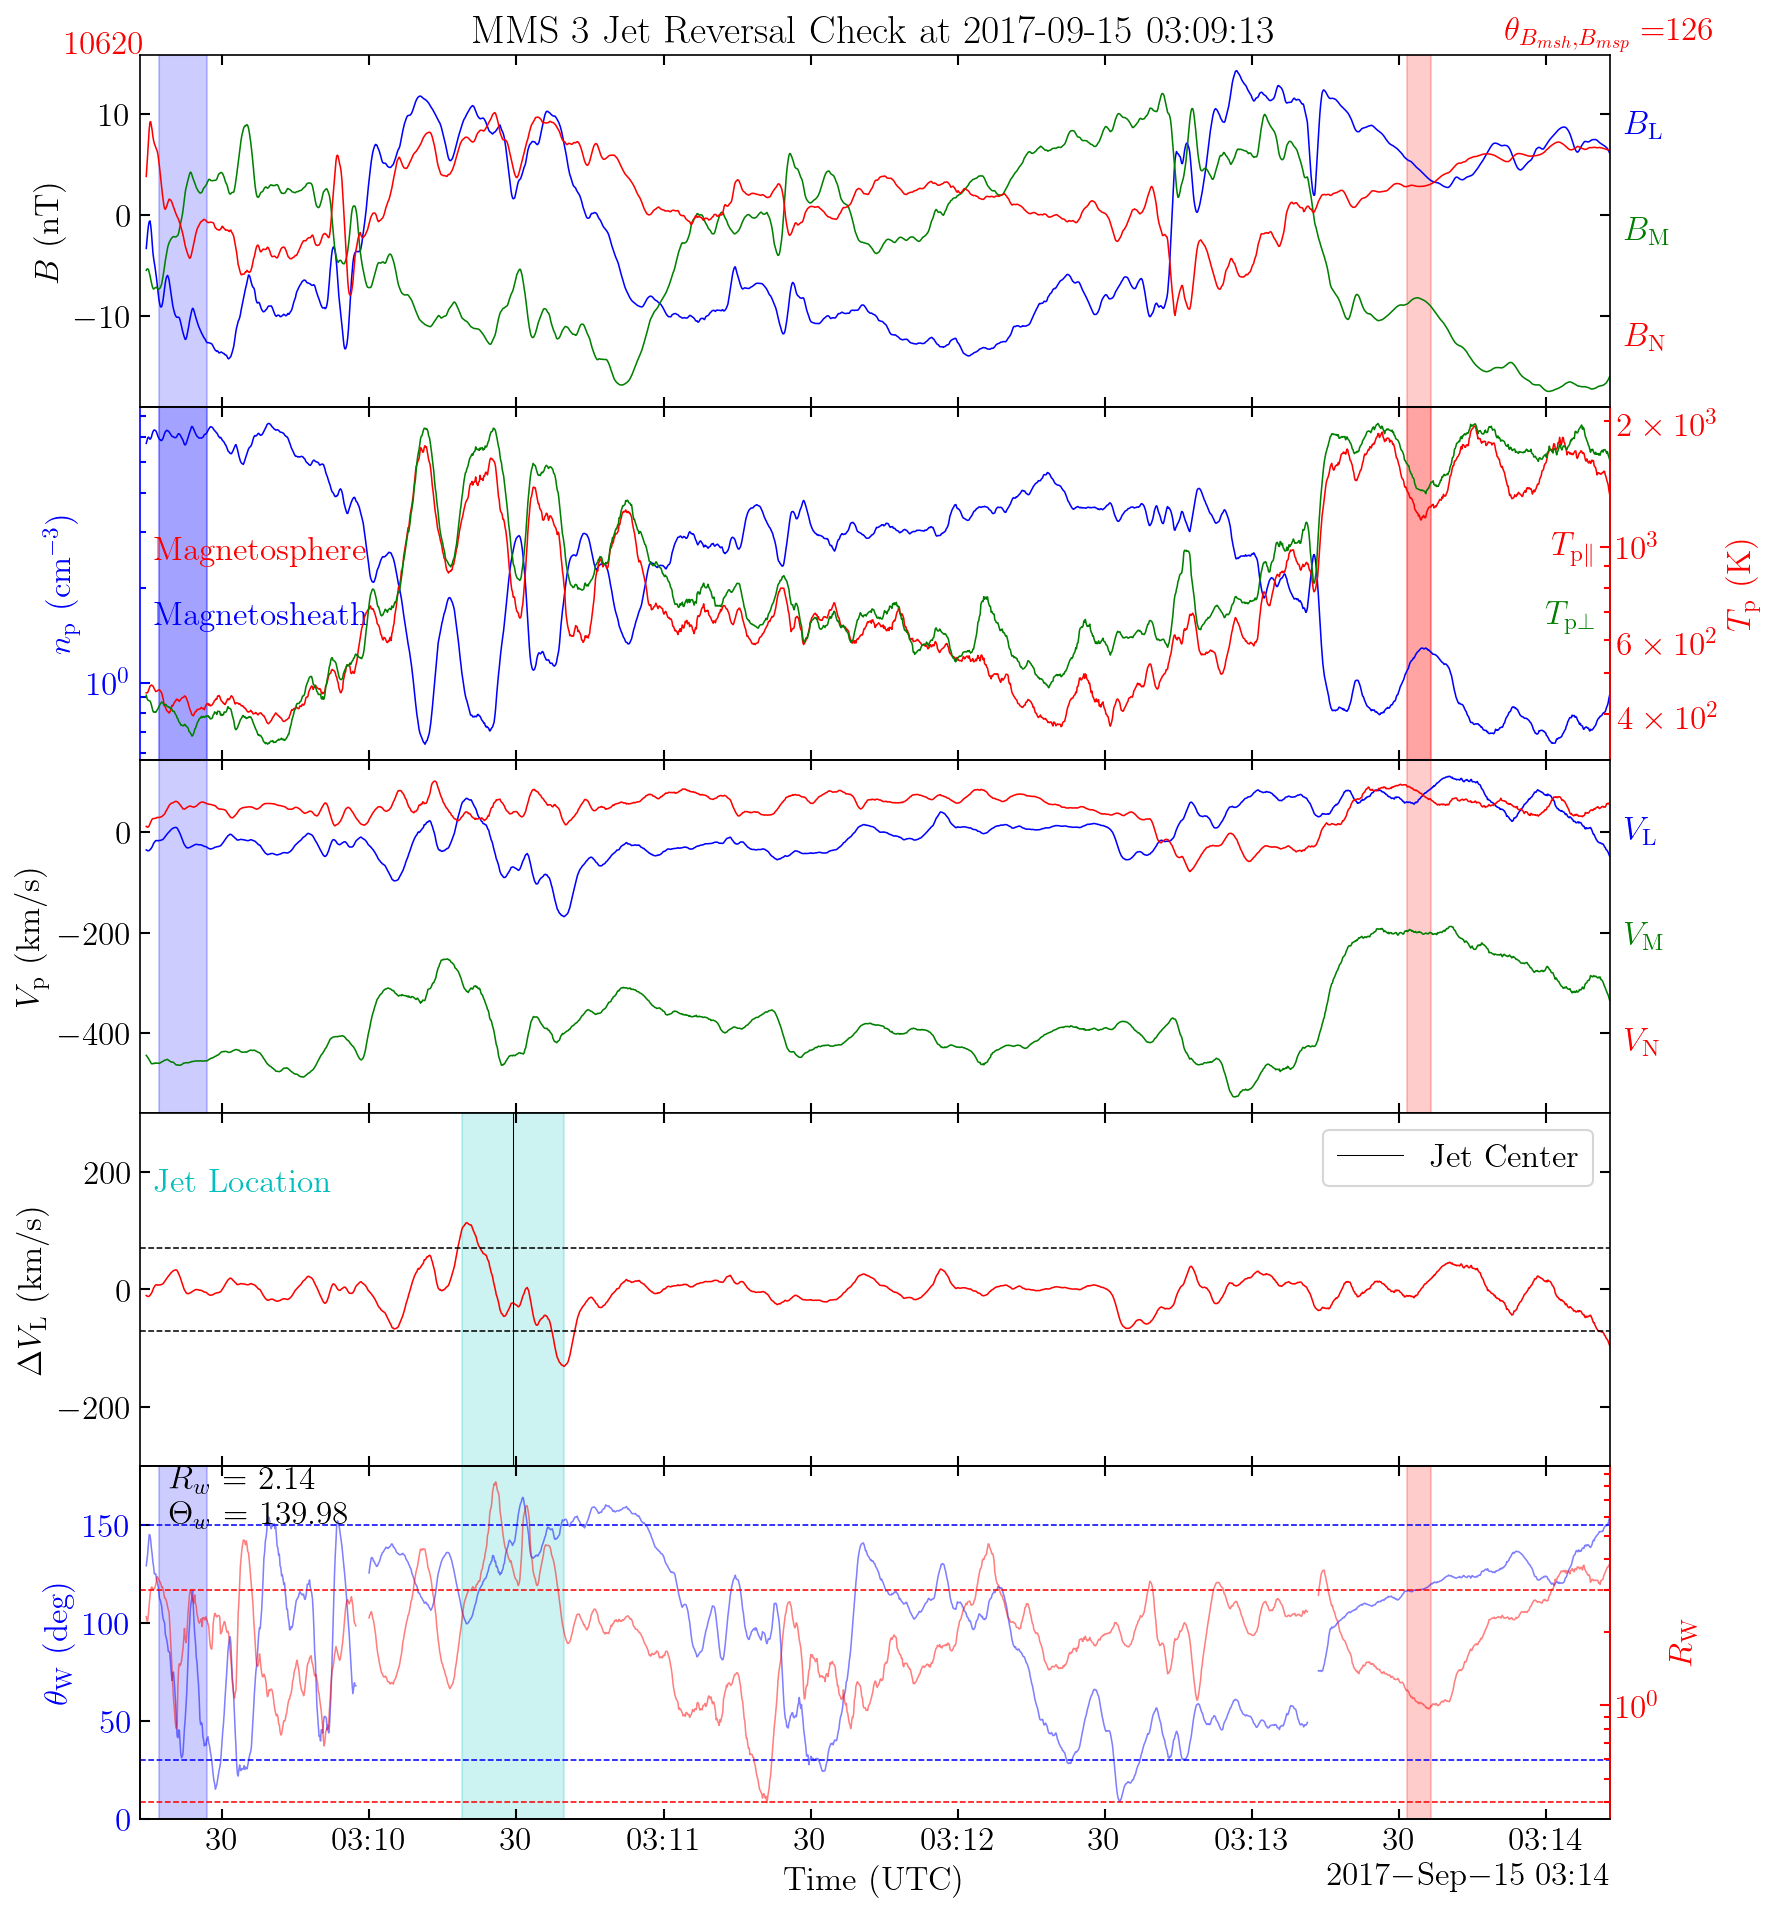 MMS 3 Jet Reversal Check at 2017-09-15 03:09:13
10620
θ_{B_{msh},B_{msp}} =126
10
0
−10
B (nT)
B_L
B_M
B_N
n_p (cm^{−3})
10^0
Magnetosphere
Magnetosheath
2 × 10^3
10^3
6 × 10^2
4 × 10^2
T_{p∥}
T_{p⊥}
T_p (K)
0
−200
−400
V_p (km/s)
V_L
V_M
V_N
200
0
−200
ΔV_L (km/s)
Jet Location
Jet Center
R_w = 2.14
Θ_w = 139.98
150
100
50
0
θ_W (deg)
10^0
R_W
30 03:10 30 03:11 30 03:12 30 03:13 30 03:14
Time (UTC)
2017−Sep−15 03:14